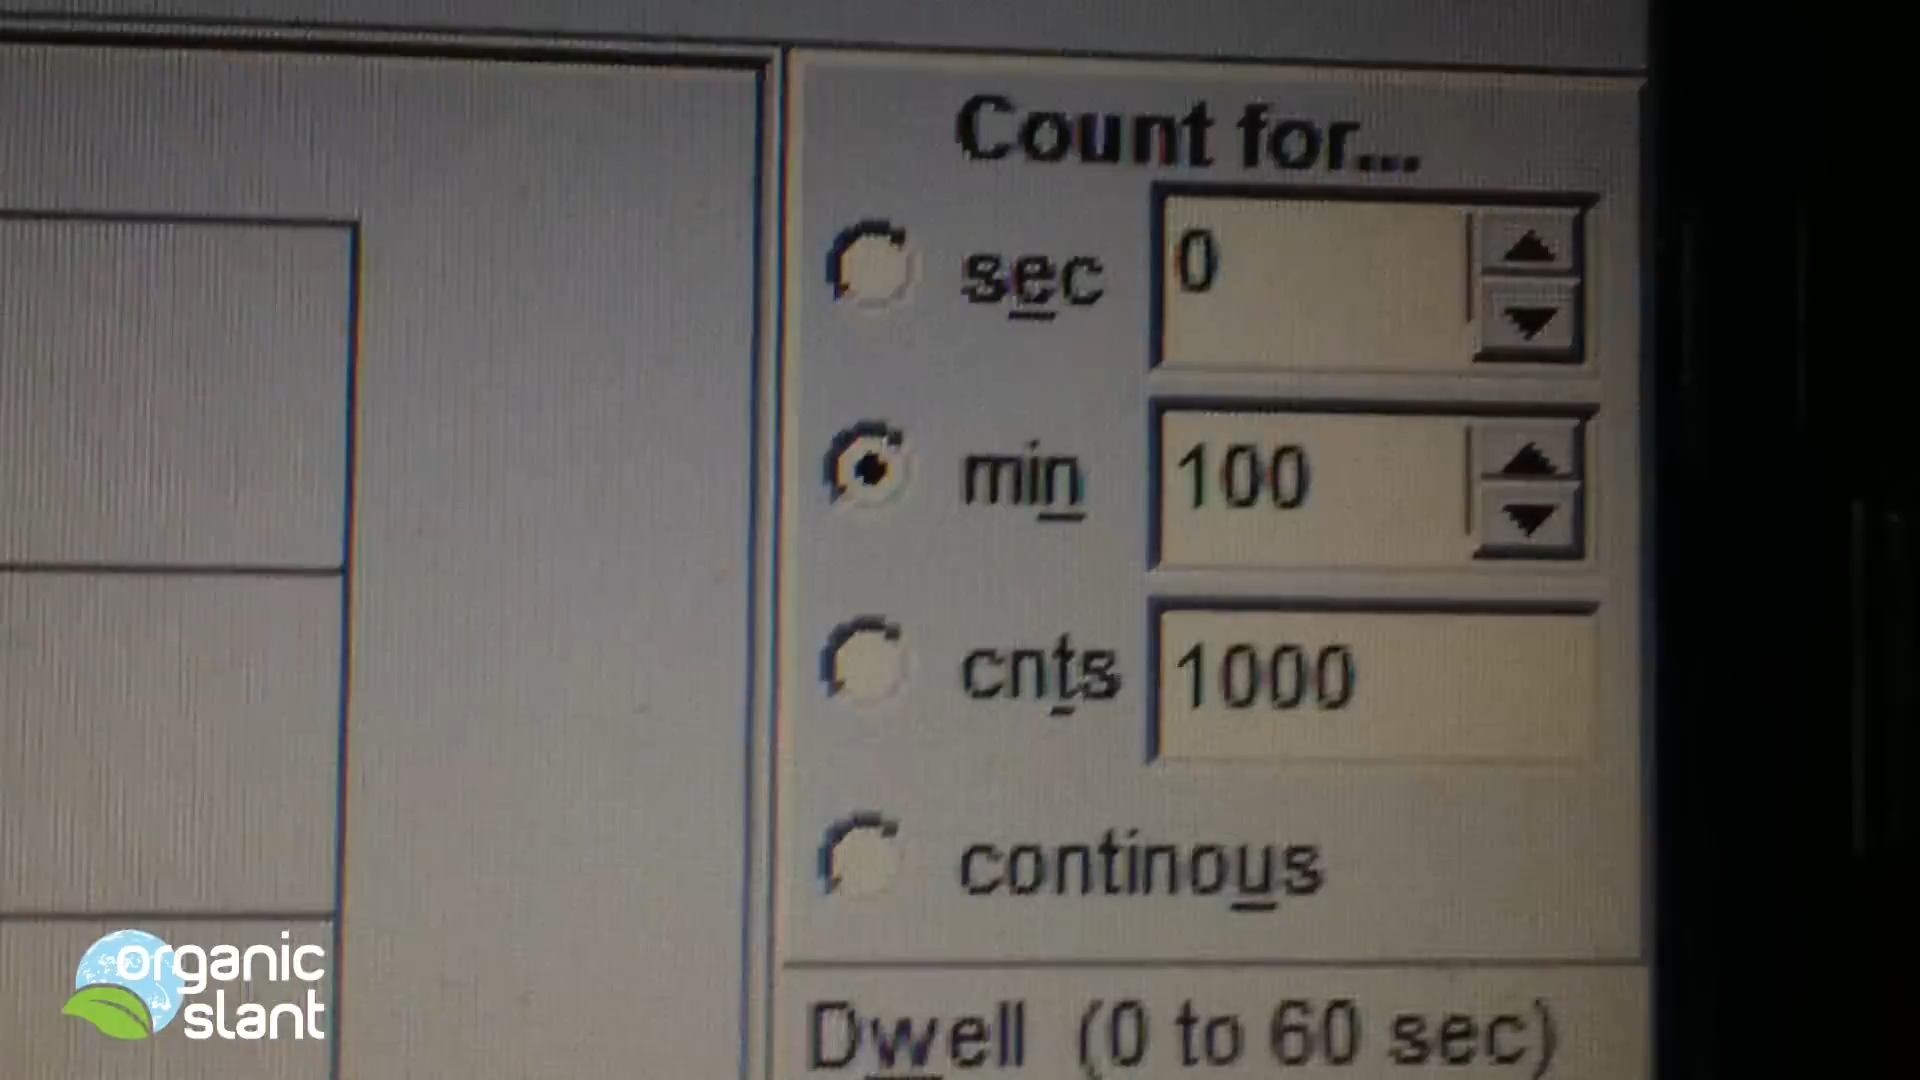 Count for...
sec 0
min 100
cnts 1000
continous
Dwell (0 to 60 sec)
organic
slant